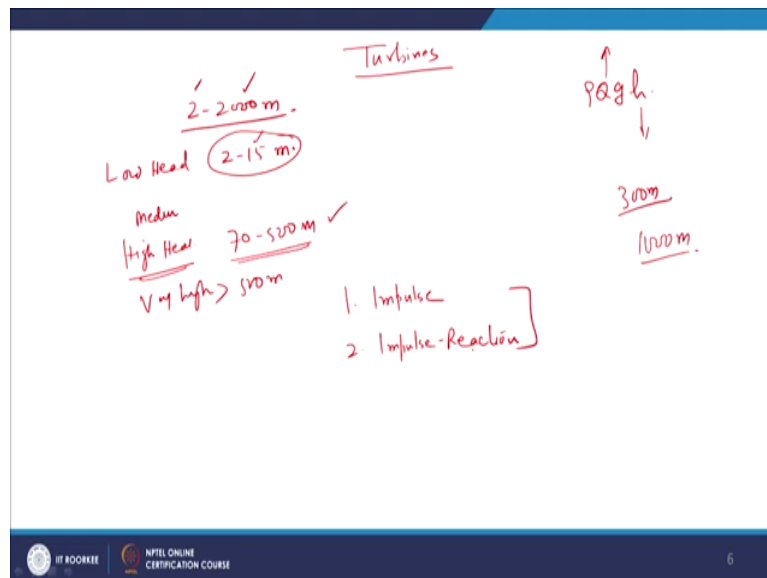 Turbines
2-2000 m.
Low Head 2-15 m.
medium
High Head 70-500 m
Very high > 500m
1. Impulse
2. Impulse-Reaction
ρQgh.
300m
1000m.
IIT ROORKEE
NPTEL ONLINE
CERTIFICATION COURSE
6